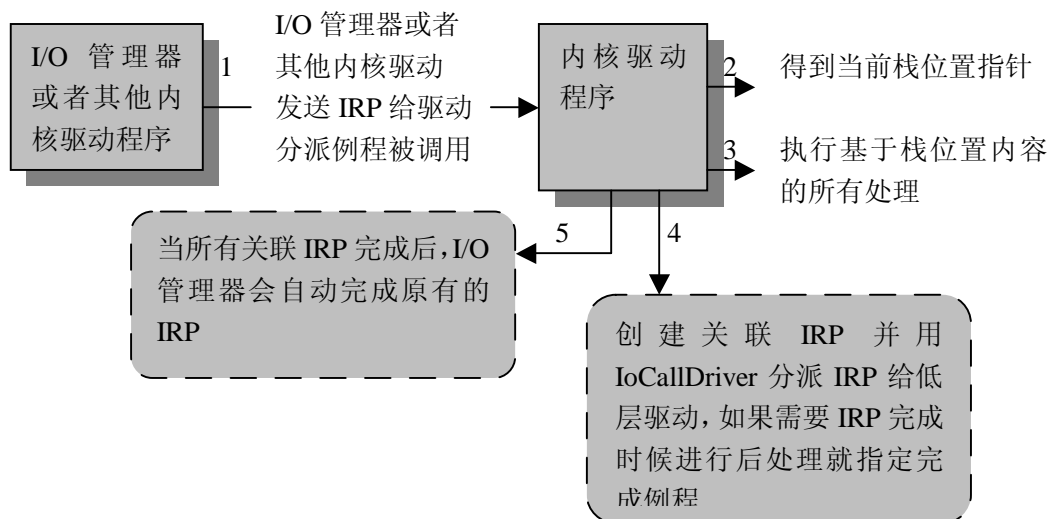 I/O 管理器
或者其他内
核驱动程序
1
I/O 管理器或者
其他内核驱动
发送 IRP 给驱动
分派例程被调用
内核驱动
程序
2
得到当前栈位置指针
3
执行基于栈位置内容
的所有处理
5
4
当所有关联 IRP 完成后，I/O
管理器会自动完成原有的
IRP
创建关联 IRP 并用
IoCallDriver 分派 IRP 给低
层驱动，如果需要 IRP 完成
时候进行后处理就指定完
成例程